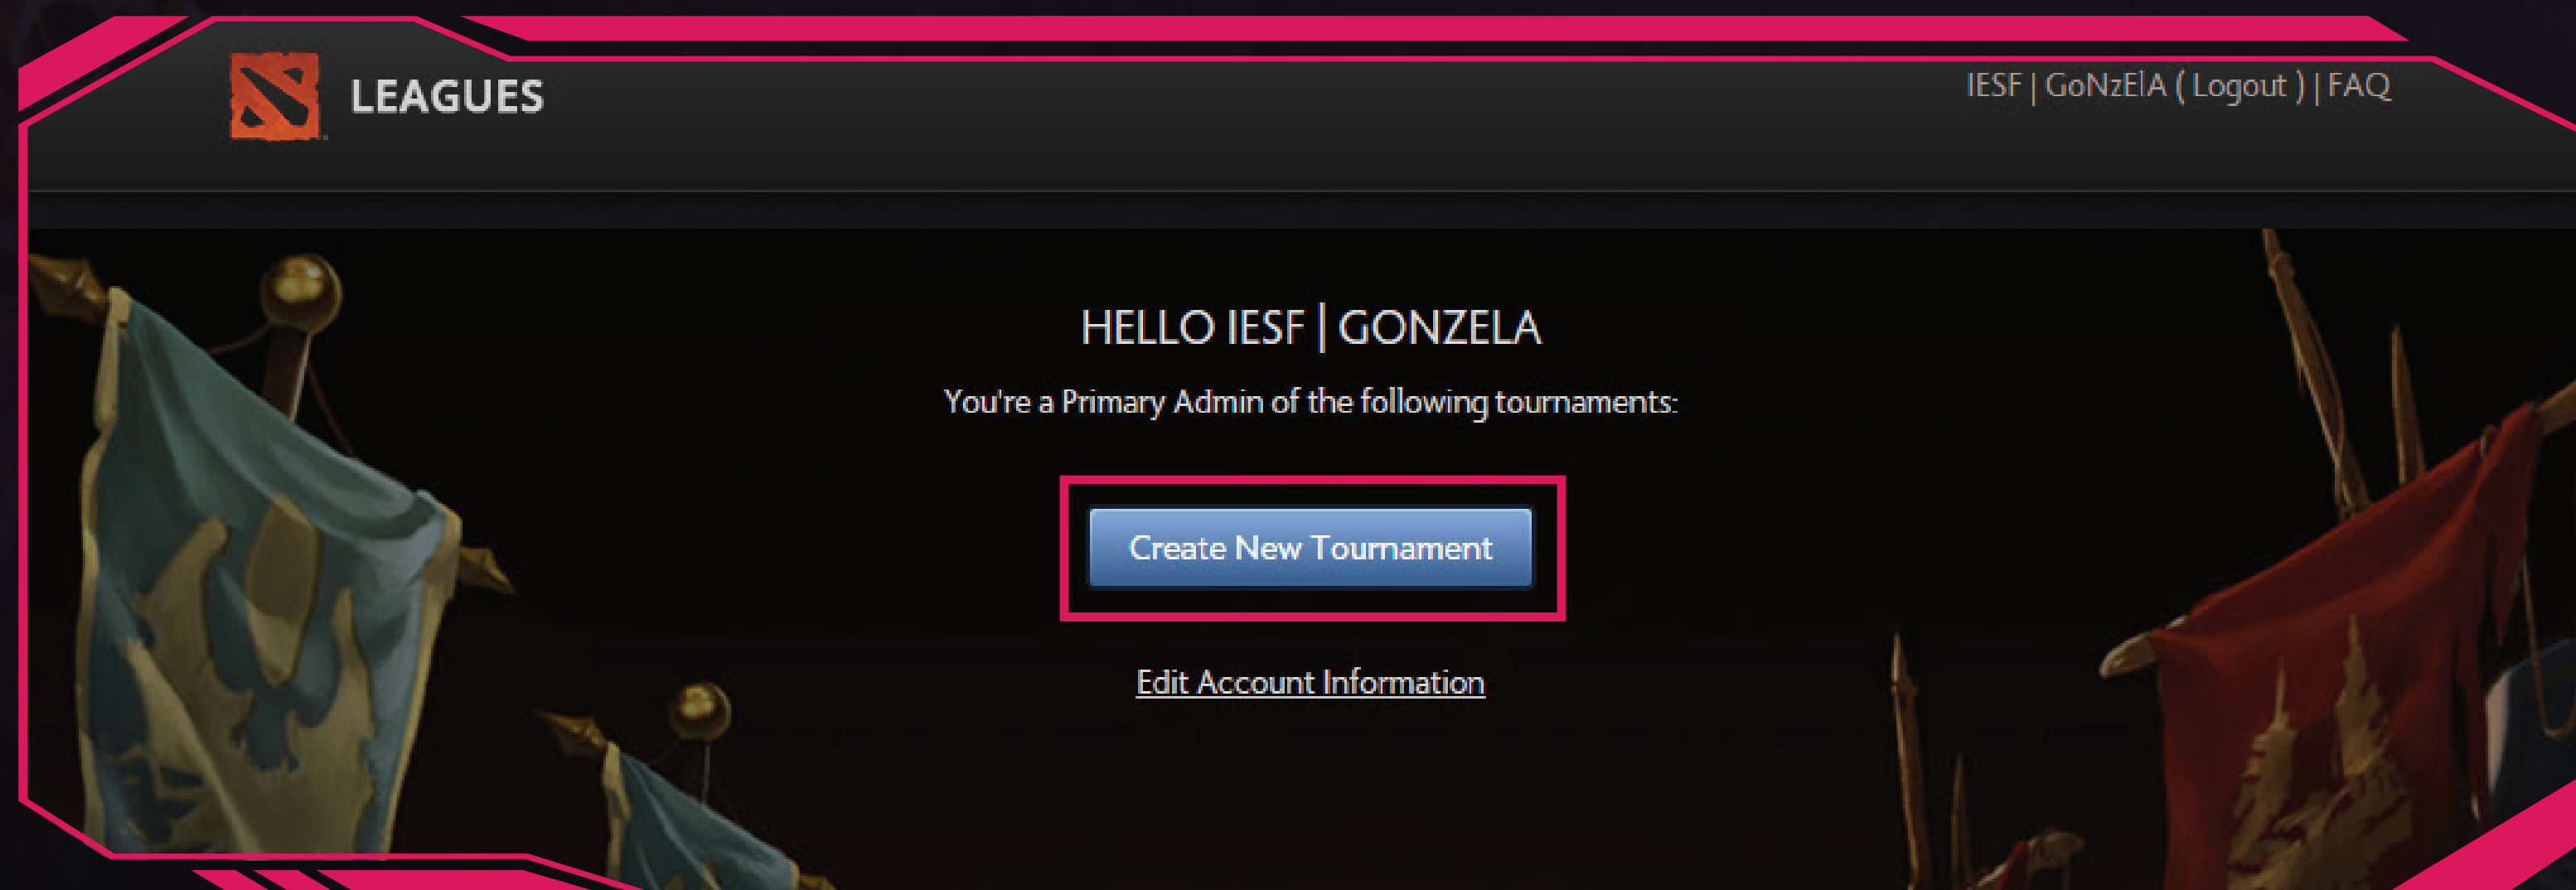 LEAGUES
IESF | GoNzElA ( Logout ) | FAQ
HELLO IESF | GONZELA
You're a Primary Admin of the following tournaments:
Create New Tournament
Edit Account Information